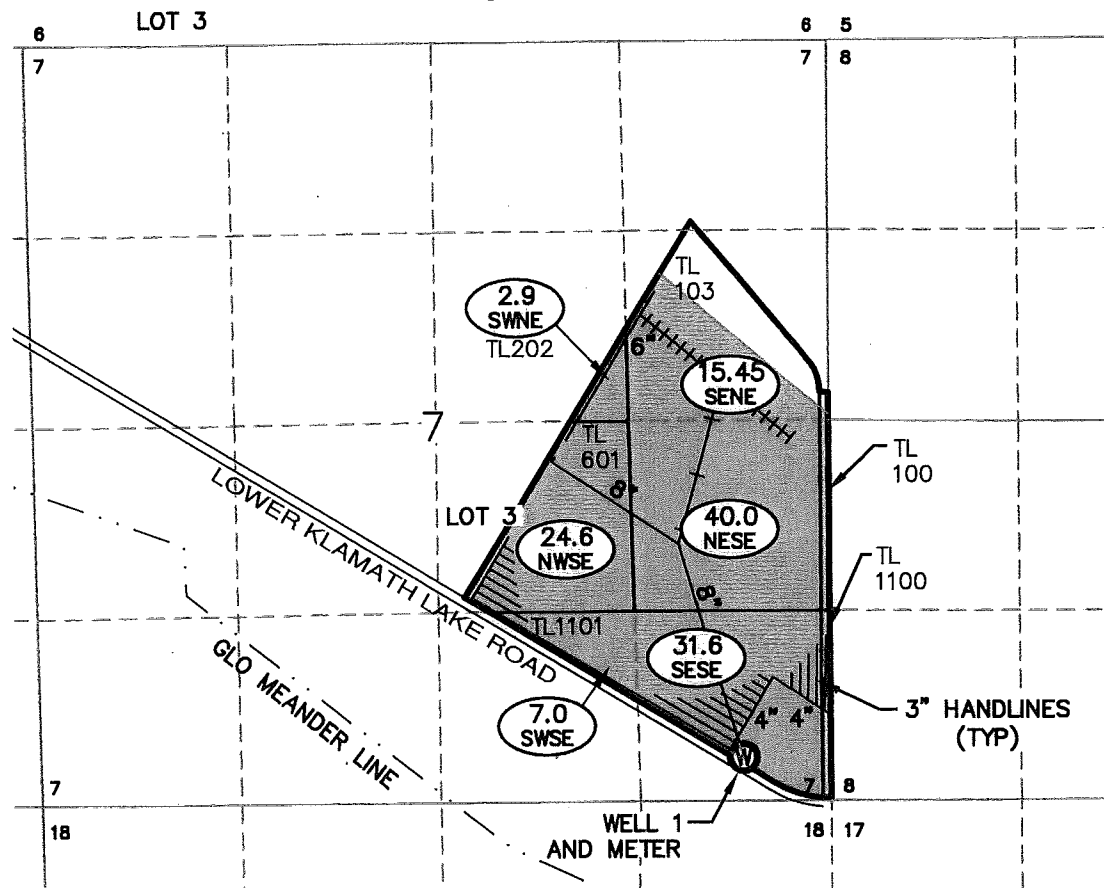 LOT 3
6
7
6 5
7 8
TL
103
2.9
SWNE
TL202
6"
15.45
SENE
7
TL
601
TL
100
8"
LOT 3
40.0
NESE
24.6
NWSE
LOWER KLAMATH LAKE ROAD
TL
1100
8"
TL1101
31.6
SESE
GLO MEANDER LINE
7.0
SWSE
4" 4"
3" HANDLINES
(TYP)
W
7
18
7 8
18 17
WELL 1
AND METER